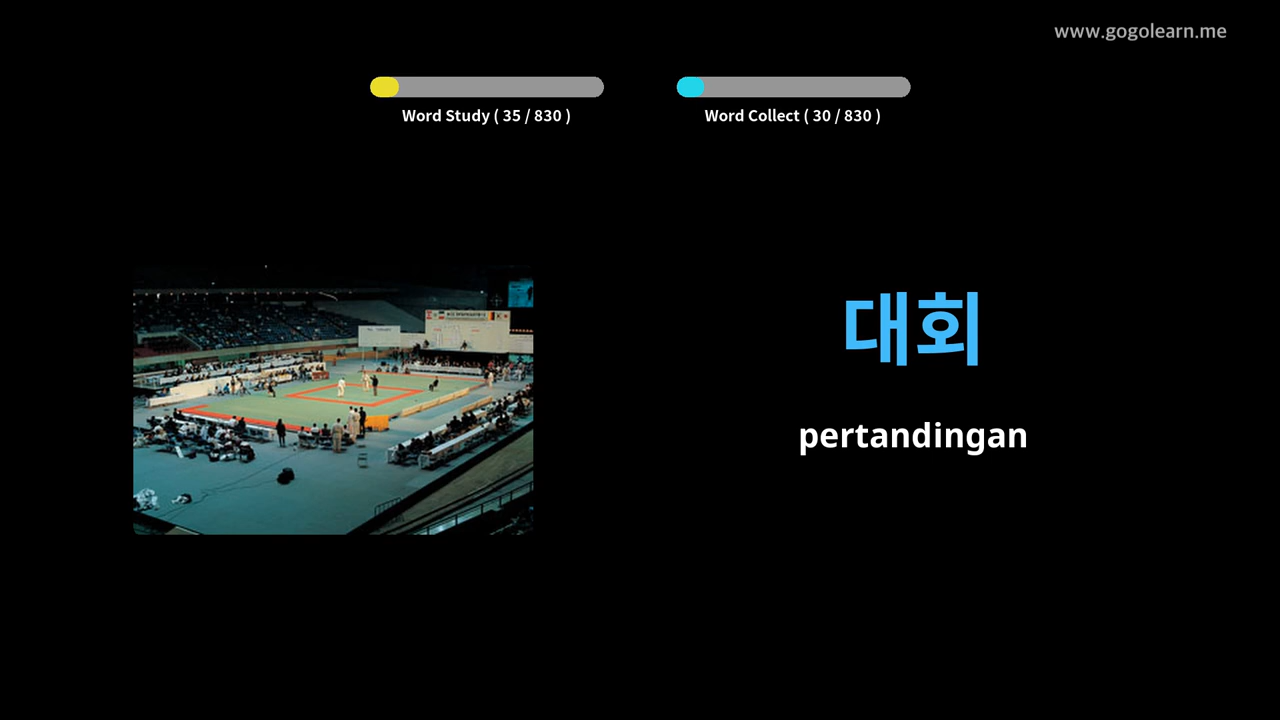 www.gogolearn.me
Word Study ( 35 / 830 )
Word Collect ( 30 / 830 )
대회
pertandingan